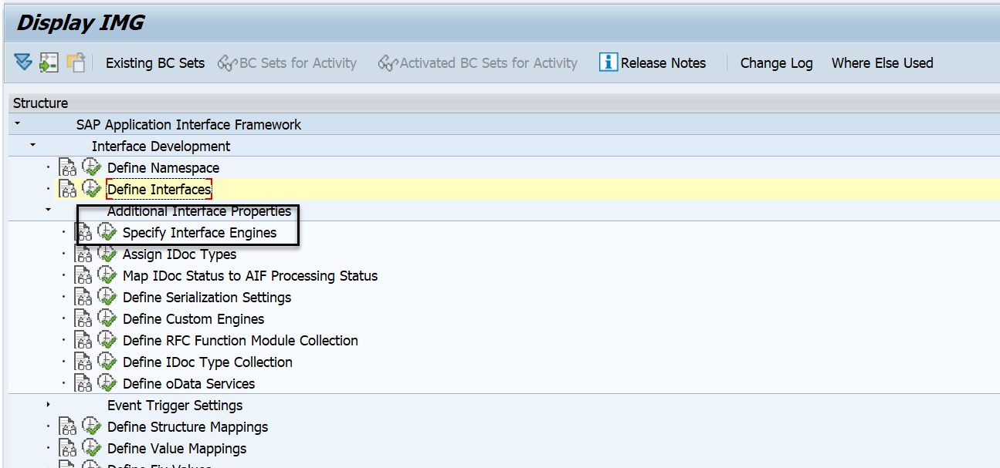 Display IMG
Existing BC Sets BC Sets for Activity Activated BC Sets for Activity Release Notes Change Log Where Else Used
Structure
SAP Application Interface Framework
Interface Development
Define Namespace
Define Interfaces
Additional Interface Properties
Specify Interface Engines
Assign IDoc Types
Map IDoc Status to AIF Processing Status
Define Serialization Settings
Define Custom Engines
Define RFC Function Module Collection
Define IDoc Type Collection
Define oData Services
Event Trigger Settings
Define Structure Mappings
Define Value Mappings
Define Fix Values